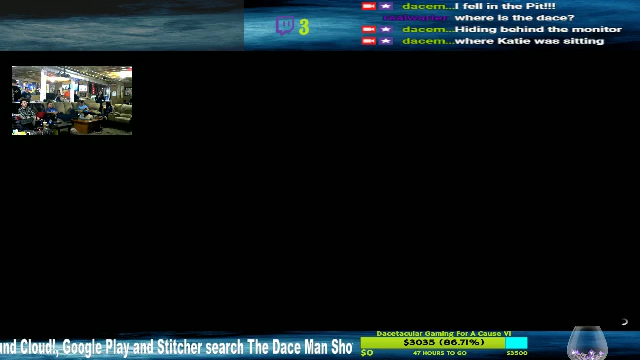 dacem...I fell in the Pit!!!
where is the dace?
3
dacem...Hiding behind the monitor
dacem...where Katie was sitting
Dacetacular Gaming For A Cause VI
und Cloud!, Google Play and Stitcher search The Dace Man Sho
$3035 (86.71%)
$0 47 HOURS TO GO $3500